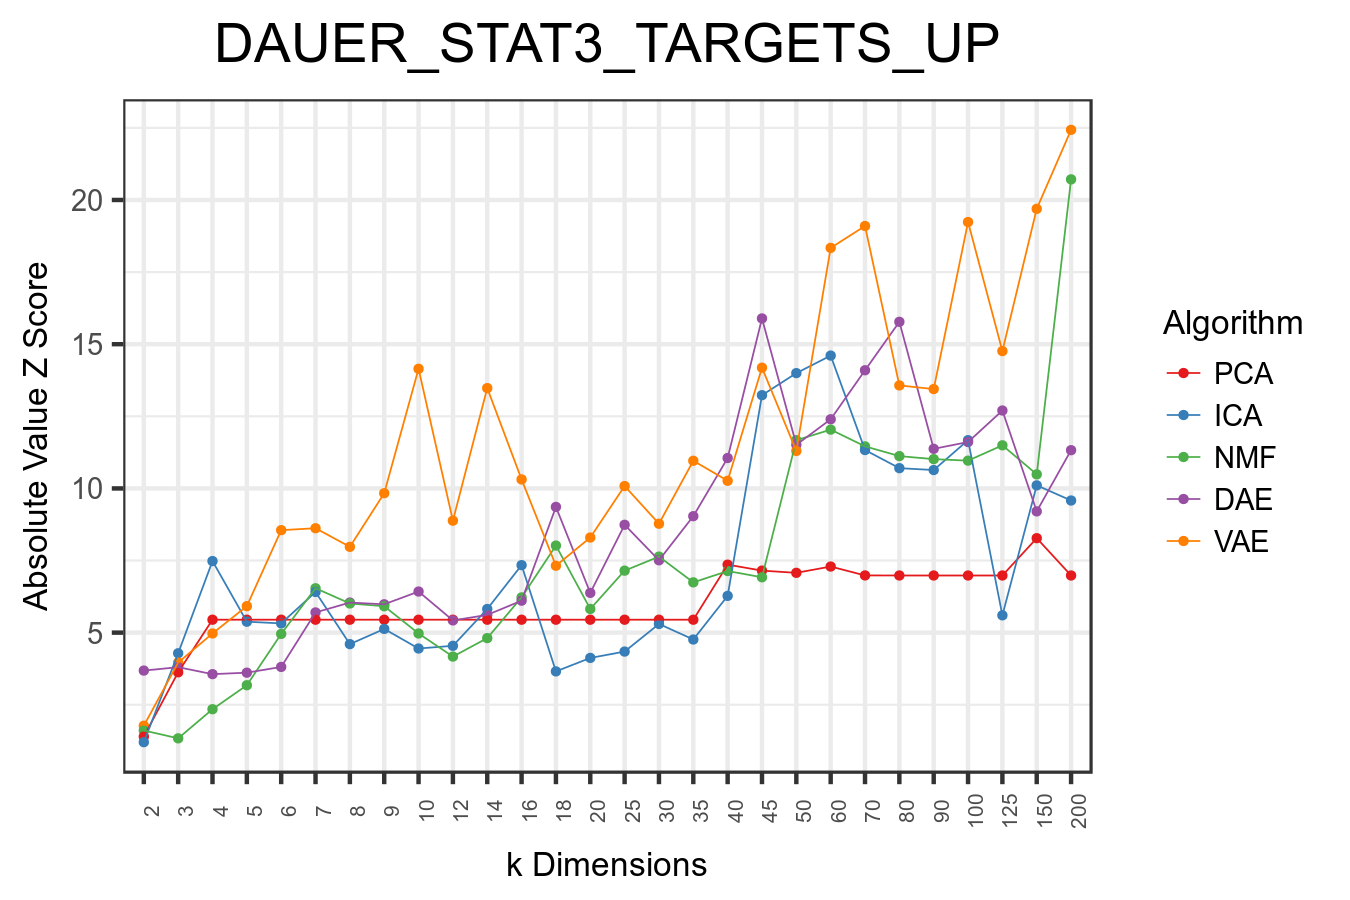 DAUER_STAT3_TARGETS_UP
Absolute Value Z Score
20
15
10
5
2 3 4 5 6 7 8 9 10 12 14 16 18 20 25 30 35 40 45 50 60 70 80 90 100 125 150 200
k Dimensions
Algorithm
PCA
ICA
NMF
DAE
VAE